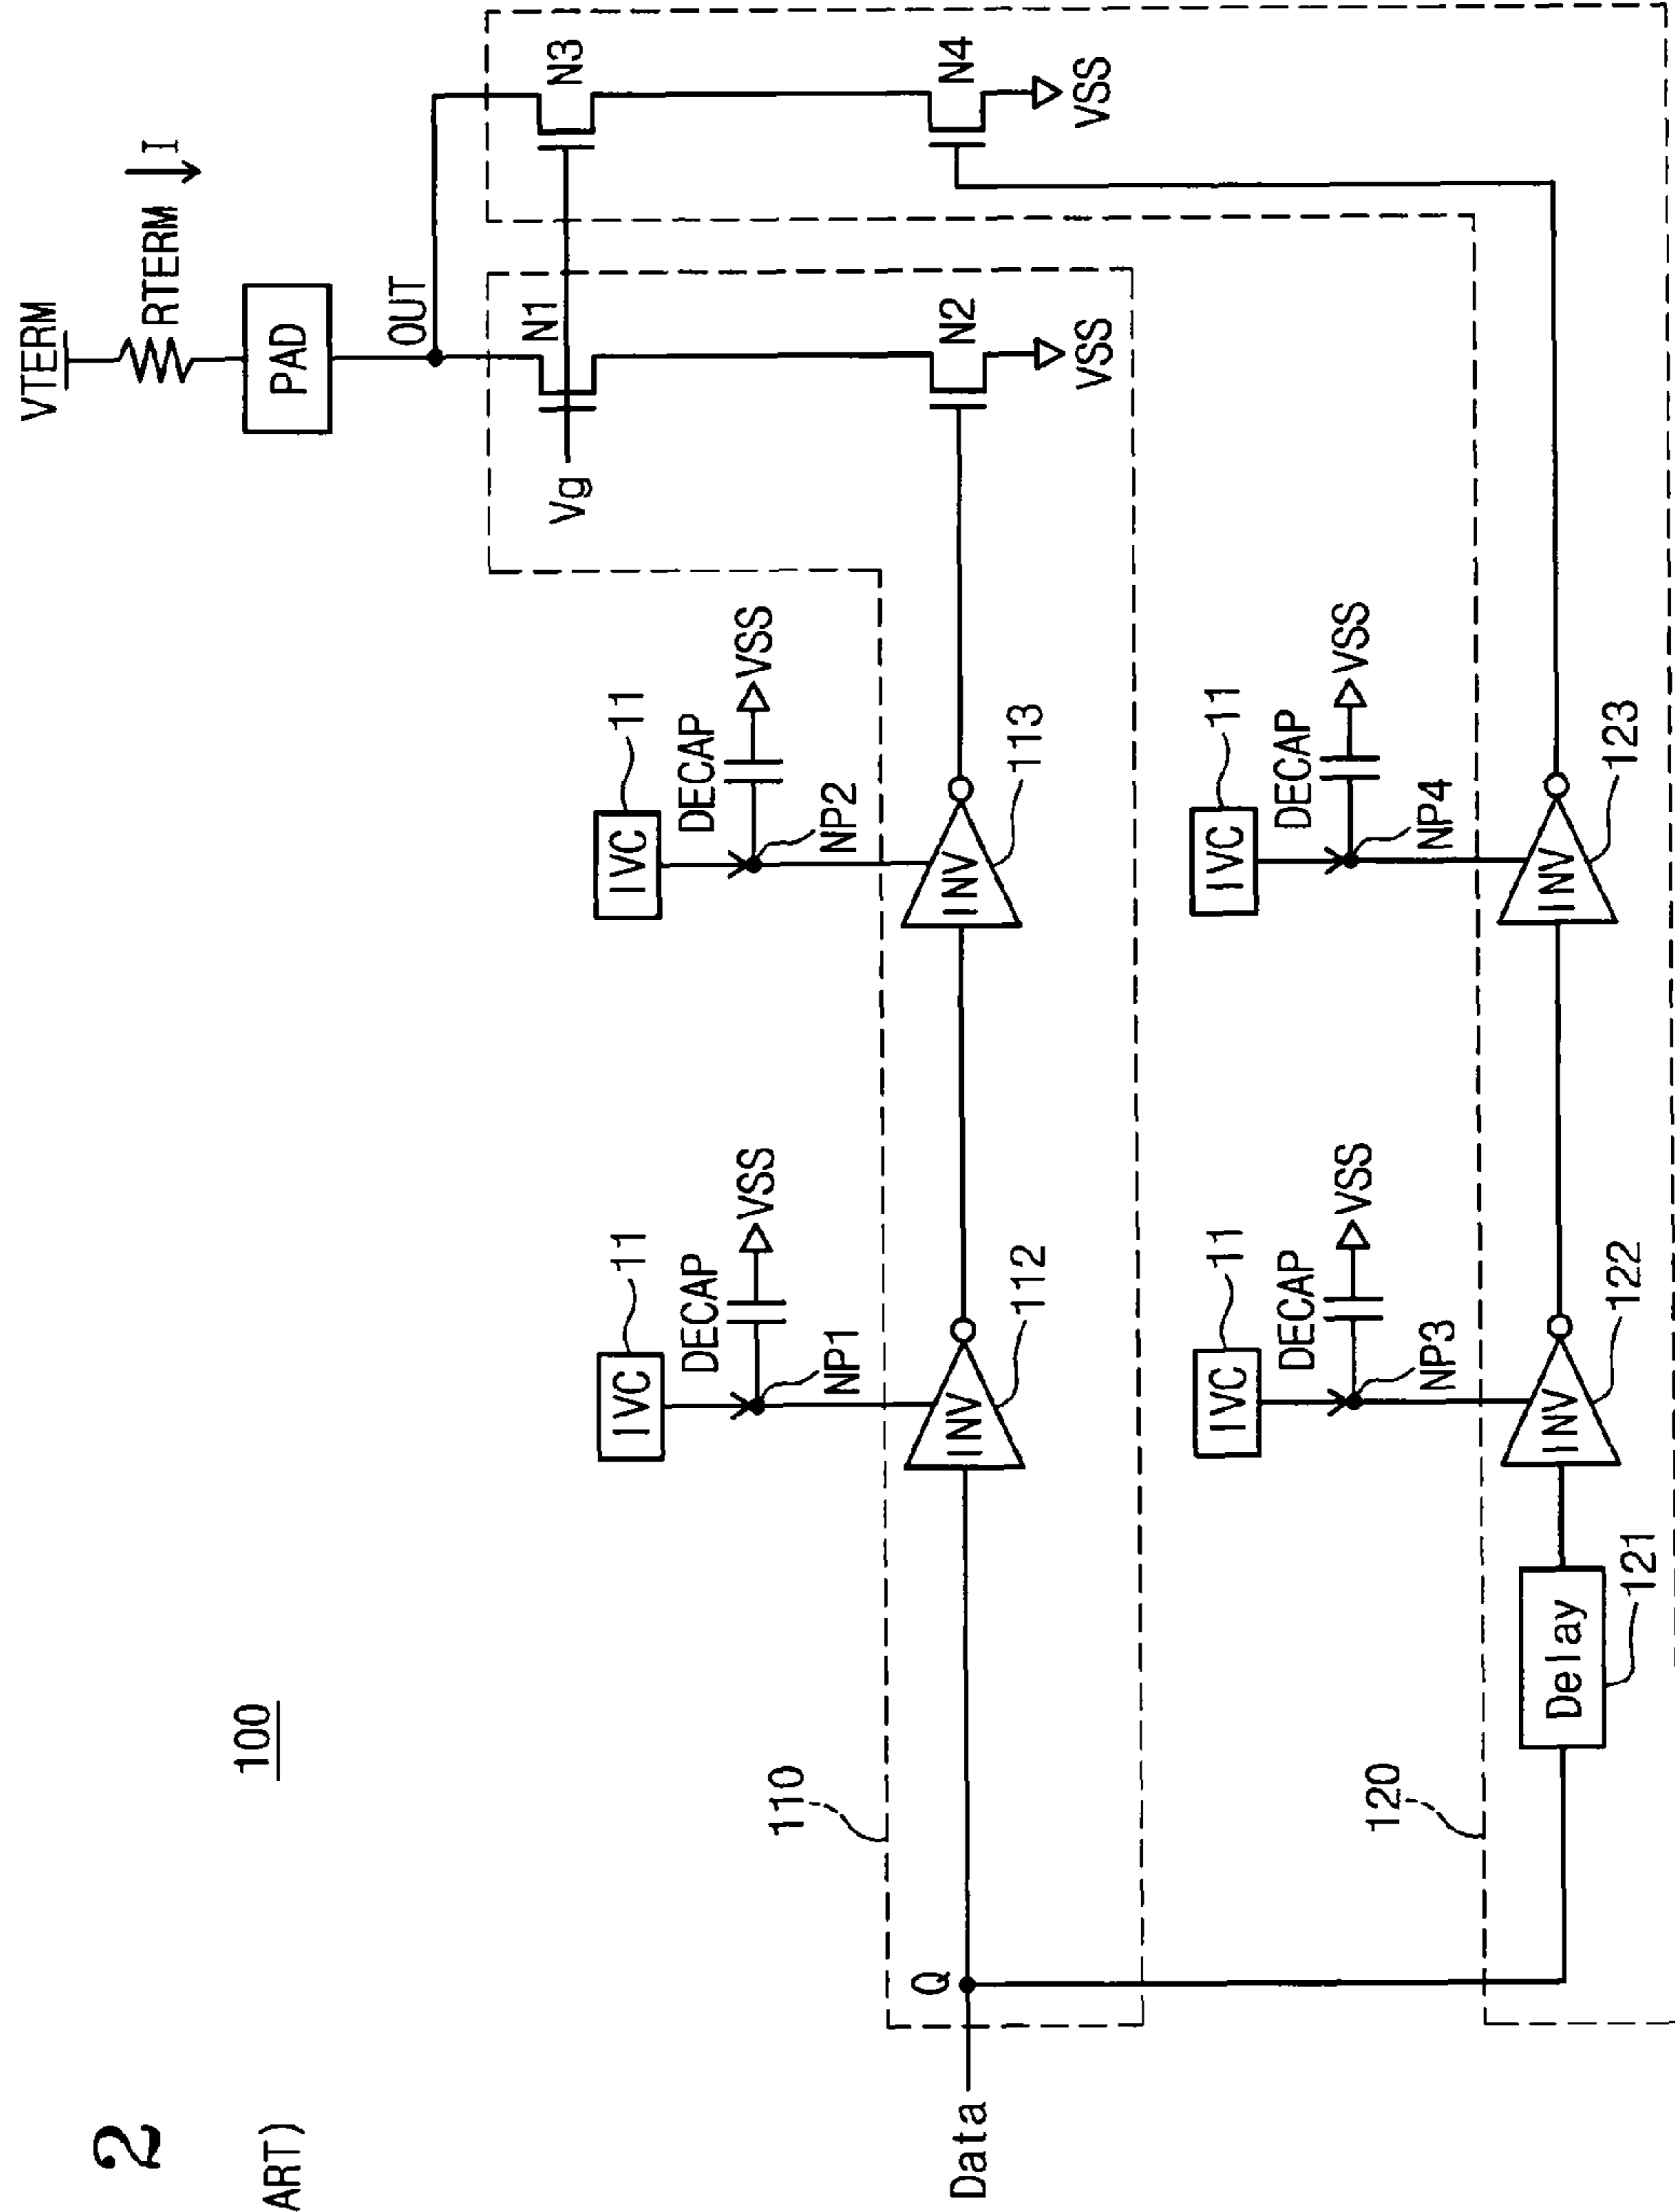 2
ART)
100
VTERM
RTERM
I
PAD
OUT
N1
N3
Vg
N2
N4
VSS
VSS
110
IVC
11
DECAP
VSS
NP1
IVC
11
DECAP
VSS
NP2
Data
Q
INV
112
INV
113
120
IVC
11
DECAP
VSS
NP3
IVC
11
DECAP
VSS
NP4
Delay
121
INV
122
INV
123